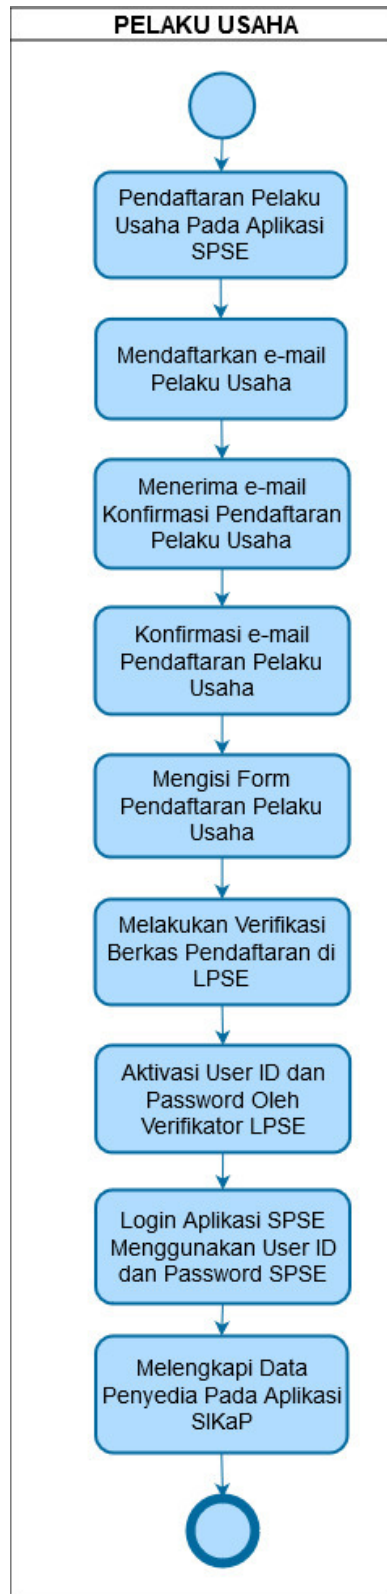 PELAKU USAHA
Pendaftaran Pelaku
Usaha Pada Aplikasi
SPSE
Mendaftarkan e-mail
Pelaku Usaha
Menerima e-mail
Konfirmasi Pendaftaran
Pelaku Usaha
Konfirmasi e-mail
Pendaftaran Pelaku
Usaha
Mengisi Form
Pendaftaran Pelaku
Usaha
Melakukan Verifikasi
Berkas Pendaftaran di
LPSE
Aktivasi User ID dan
Password Oleh
Verifikator LPSE
Login Aplikasi SPSE
Menggunakan User ID
dan Password SPSE
Melengkapi Data
Penyedia Pada Aplikasi
SIKaP